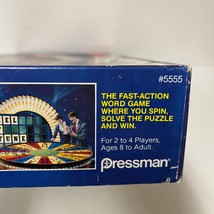 #5555
THE FAST-ACTION
WORD GAME
WHERE YOU SPIN,
SOLVE THE PUZZLE
AND WIN.
For 2 to 4 Players,
Ages 8 to Adult.
Pressman